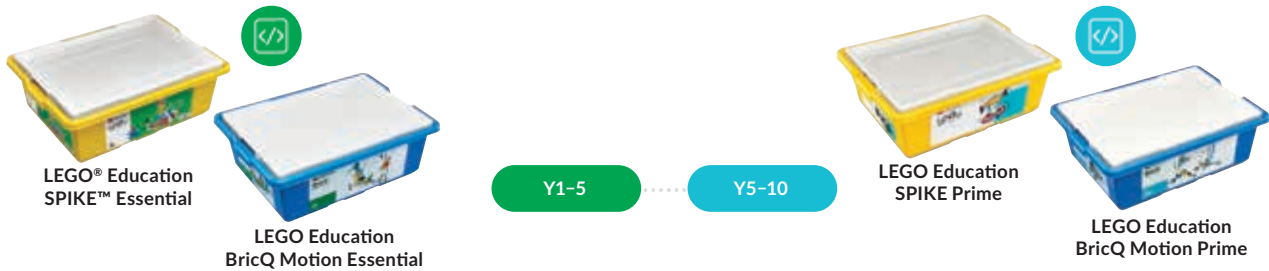 LEGO® Education
SPIKE™ Essential
LEGO Education
BricQ Motion Essential
Y1–5
Y5–10
LEGO Education
SPIKE Prime
LEGO Education
BricQ Motion Prime